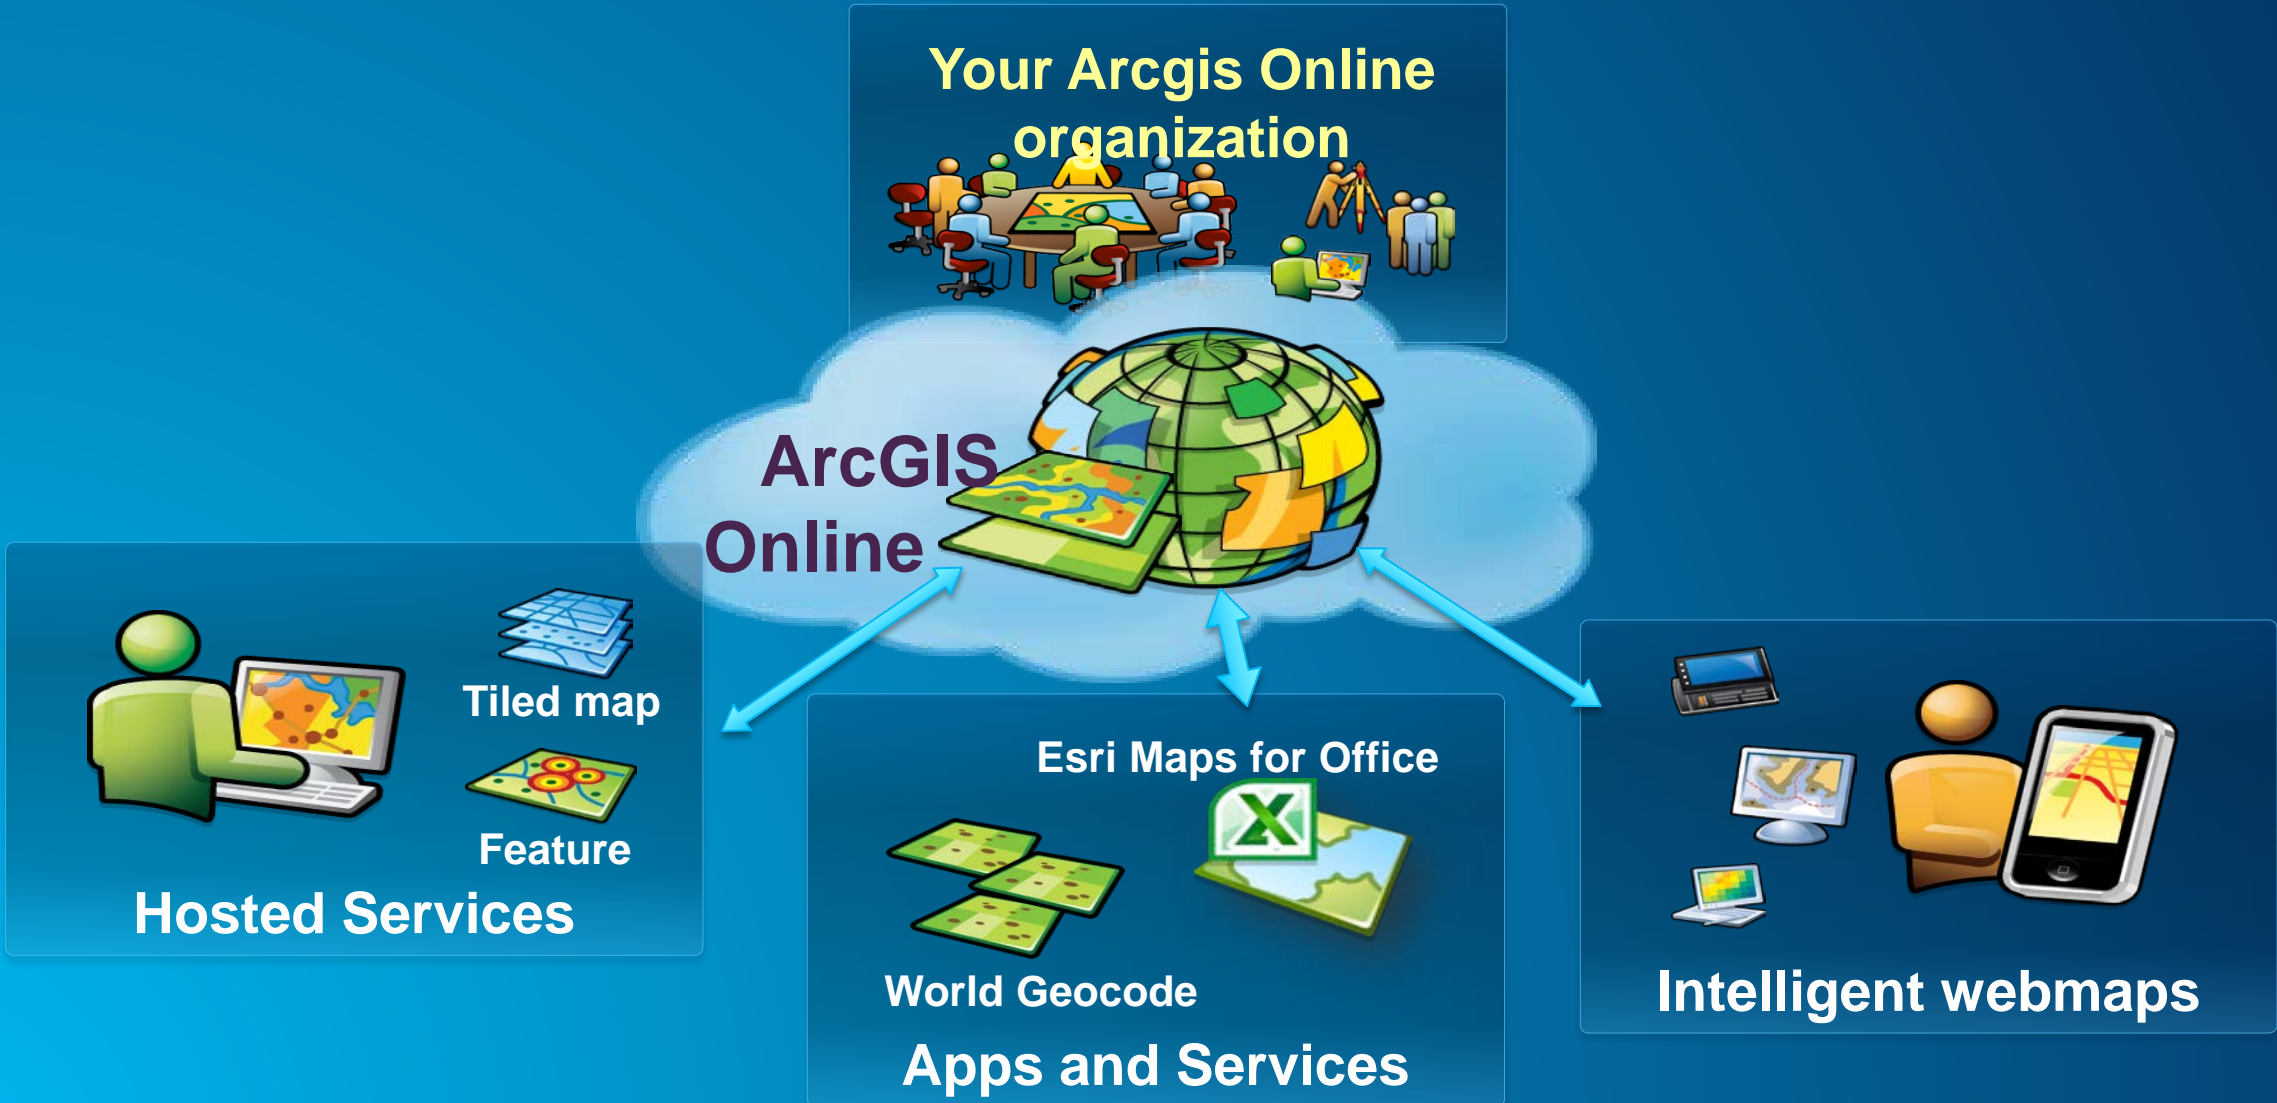 Your Arcgis Online
organization
ArcGIS
Online
Tiled map
Feature
Hosted Services
Esri Maps for Office
X
World Geocode
Apps and Services
Intelligent webmaps